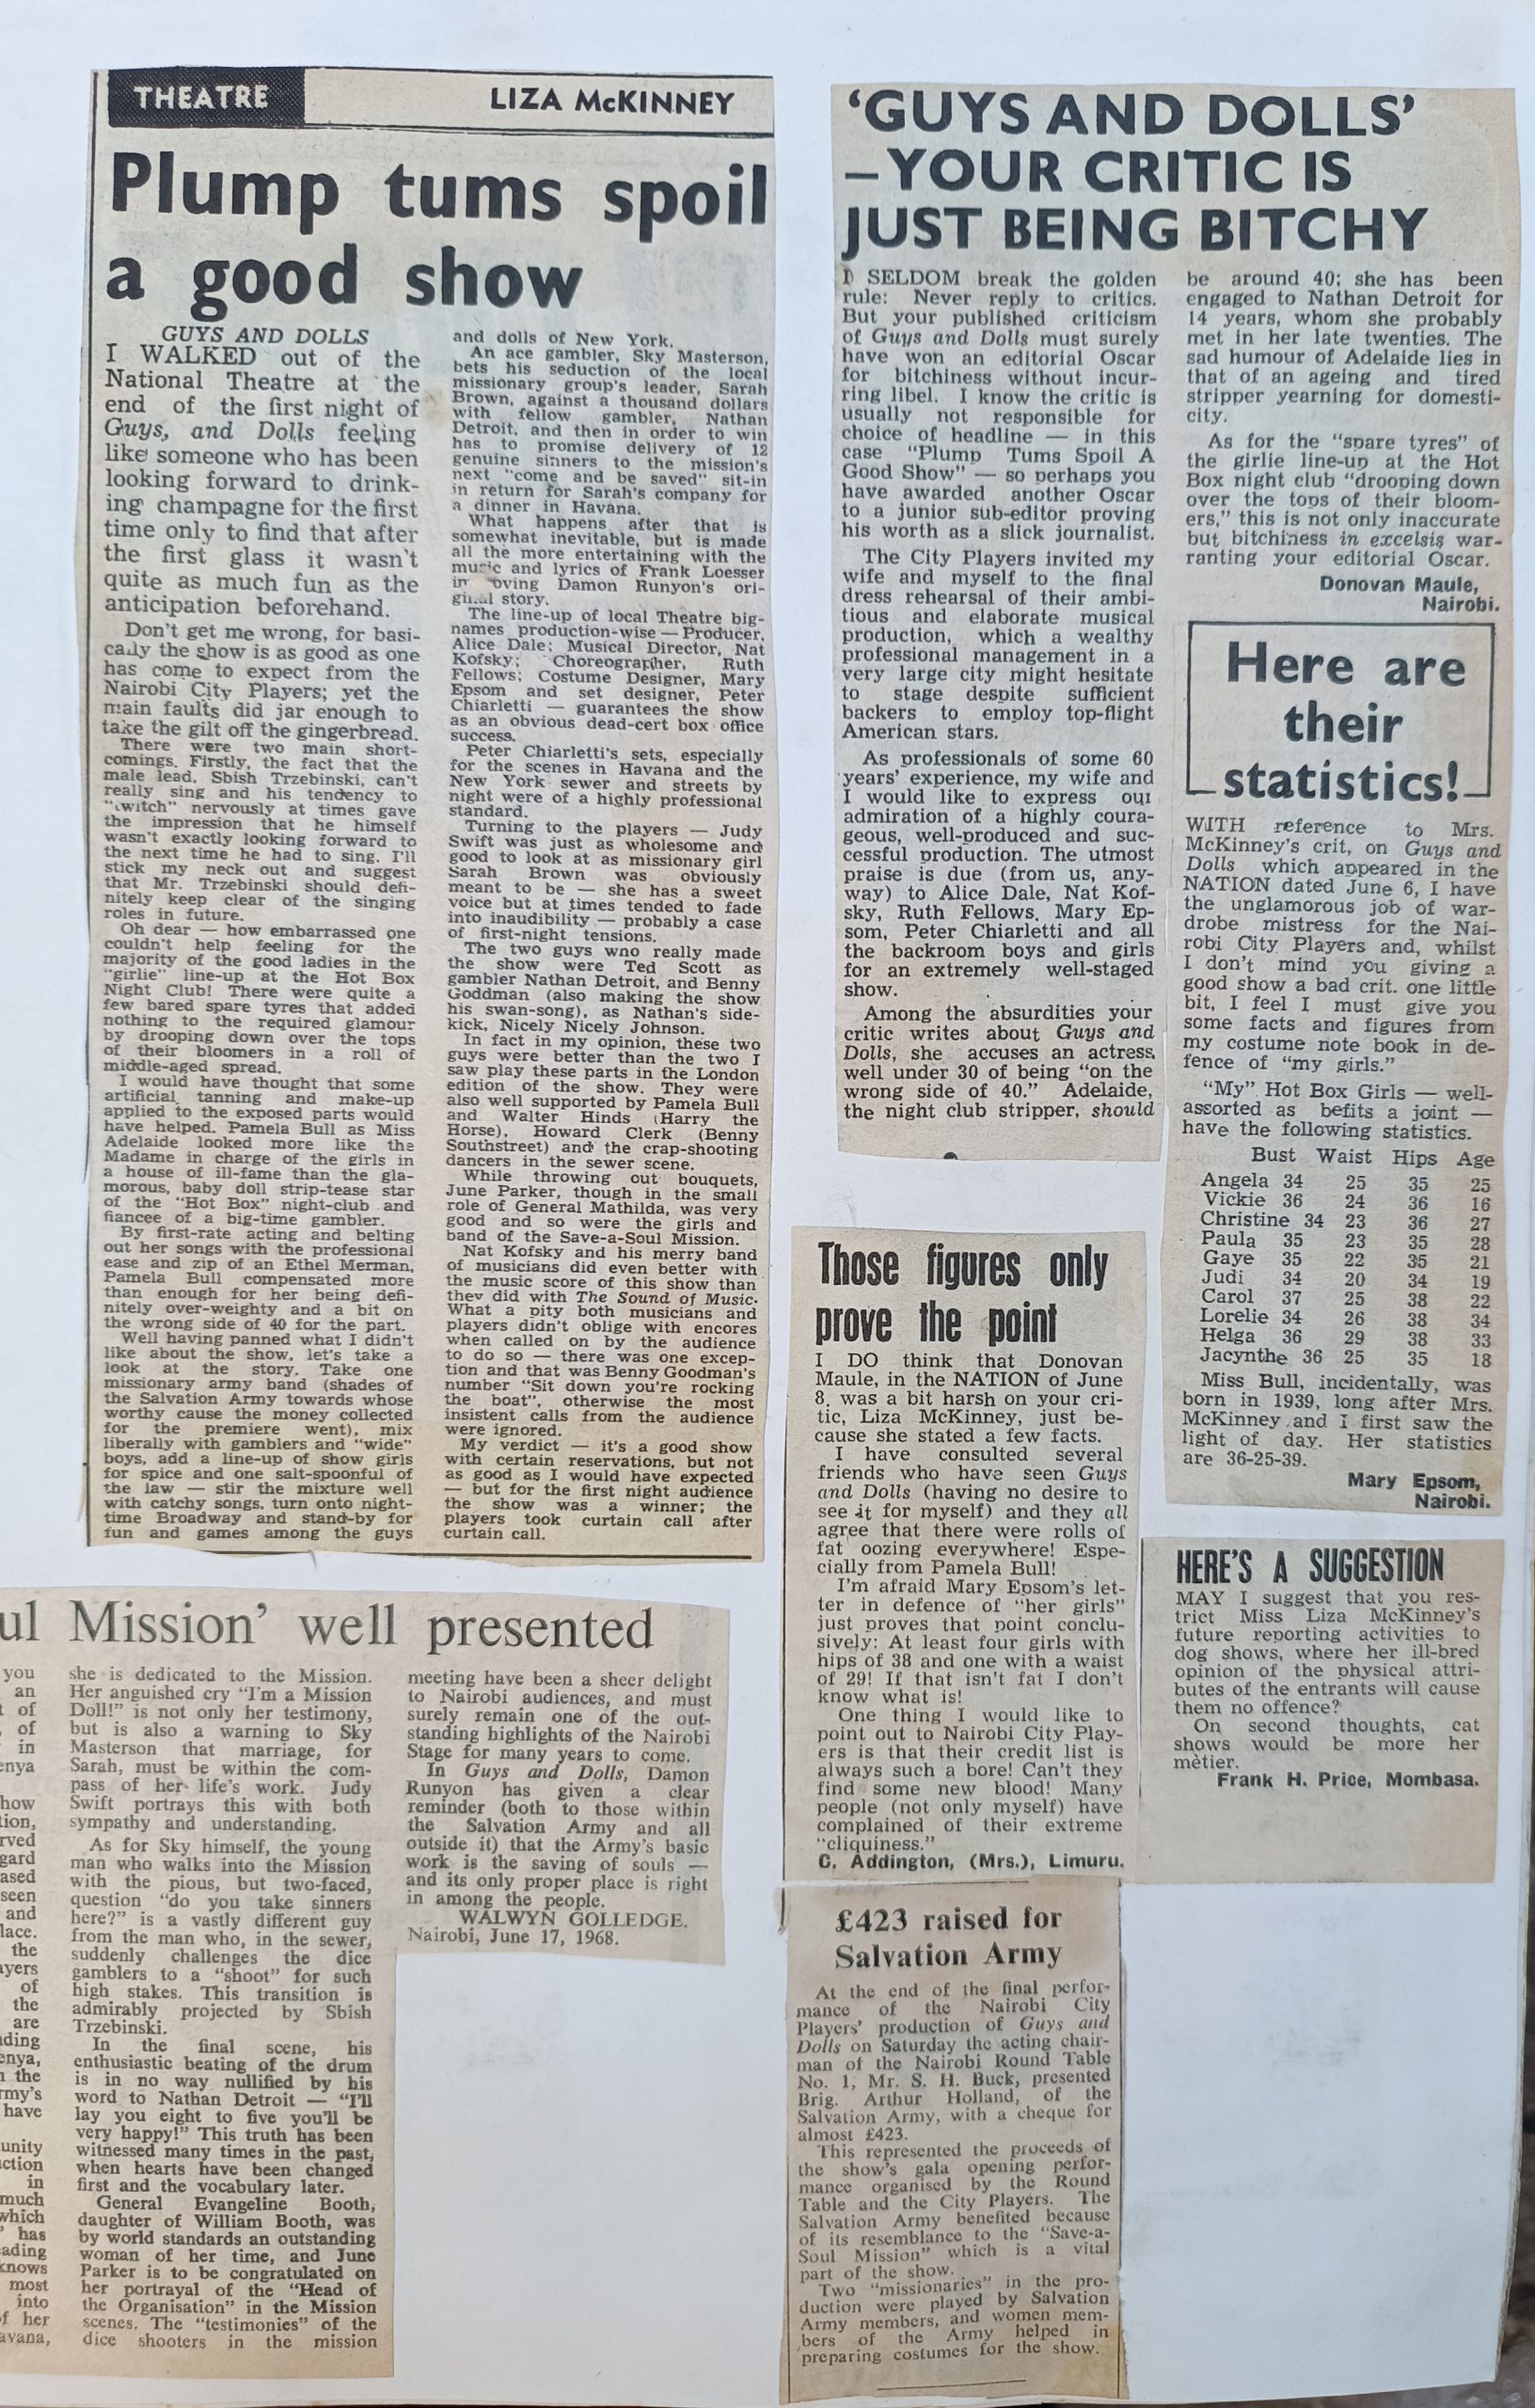 THEATRE
LIZA McKINNEY
Plump tums spoil
a good show
GUYS AND DOLLS
I WALKED out of the
National Theatre at the
end of the first night of
Guys, and Dolls feeling
like someone who has been
looking forward to drink-
ing champagne for the first
time only to find that after
the first glass it wasn't
quite as much fun as the
anticipation beforehand.
Don't get me wrong, for basi-
cally the show is as good as one
has come to expect from the
Nairobi City Players; yet the
main faults did jar enough to
take the gilt off the gingerbread.
There were two main short-
comings. Firstly, the fact that the
male lead, Sbish Trzebinski, can't
really sing and his tendency to
"twitch" nervously at times gave
the impression that he himself
wasn't exactly looking forward to
the next time he had to sing. I'll
stick my neck out and suggest
that Mr. Trzebinski should defi-
nitely keep clear of the singing
roles in future.
Oh dear — how embarrassed one
couldn't help feeling for the
majority of the good ladies in the
"girlie" line-up at the Hot Box
Night Club! There were quite a
few bared spare tyres that added
nothing to the required glamour
by drooping down over the tops
of their bloomers in a roll of
middle-aged spread.
I would have thought that some
artificial tanning and make-up
applied to the exposed parts would
have helped. Pamela Bull as Miss
Adelaide looked more like the
Madame in charge of the girls in
a house of ill-fame than the gla-
morous, baby doll strip-tease star
of the "Hot Box" night-club and
fiancee of a big-time gambler.
By first-rate acting and belting
out her songs with the professional
ease and zip of an Ethel Merman,
Pamela Bull compensated more
than enough for her being defi-
nitely over-weighty and a bit on
the wrong side of 40 for the part.
Well having panned what I didn't
like about the show, let's take a
look at the story. Take one
missionary army band (shades of
the Salvation Army towards whose
worthy cause the money collected
for the premiere went), mix
liberally with gamblers and "wide"
boys, add a line-up of show girls
for spice and one salt-spoonful of
the law — stir the mixture well
with catchy songs, turn onto night-
time Broadway and stand-by for
fun and games among the guys
and dolls of New York.
An ace gambler, Sky Masterson,
bets his seduction of the local
missionary group's leader, Sarah
Brown, against a thousand dollars
with fellow gambler, Nathan
Detroit, and then in order to win
has to promise delivery of 12
genuine sinners to the mission's
next "come and be saved" sit-in
in return for Sarah's company for
a dinner in Havana.
What happens after that is
somewhat inevitable, but is made
all the more entertaining with the
music and lyrics of Frank Loesser
Damon Runyon's ori-
ginal story.
The line-up of local Theatre big-
names production-wise — Producer,
Alice Dale; Musical Director, Nat
Kofsky; Choreographer, Ruth
Fellows; Costume Designer, Mary
Epsom and set designer, Peter
Chiarletti — guarantees the show
as an obvious dead-cert box office
success.
Peter Chiarletti's sets, especially
for the scenes in Havana and the
New York sewer and streets by
night were of a highly professional
standard.
Turning to the players — Judy
Swift was just as wholesome and
good to look at as missionary girl
Sarah Brown was obviously
meant to be — she has a sweet
voice but at times tended to fade
into inaudibility — probably a case
of first-night tensions.
The two guys who really made
the show were Ted Scott as
gambler Nathan Detroit, and Benny
Goddman (also making the show
his swan-song), as Nathan's side-
kick, Nicely Nicely Johnson.
In fact in my opinion, these two
guys were better than the two I
saw play these parts in the London
edition of the show. They were
also well supported by Pamela Bull
and Walter Hinds (Harry the
Horse), Howard Clerk (Benny
Southstreet) and the crap-shooting
dancers in the sewer scene.
While throwing out bouquets,
June Parker, though in the small
role of General Mathilda, was very
good and so were the girls and
band of the Save-a-Soul Mission.
Nat Kofsky and his merry band
of musicians did even better with
the music score of this show than
they did with The Sound of Music.
What a pity both musicians and
players didn't oblige with encores
when called on by the audience
to do so — there was one excep-
tion and that was Benny Goodman's
number "Sit down you're rocking
the boat", otherwise the most
insistent calls from the audience
were ignored.
My verdict — it's a good show
with certain reservations, but not
as good as I would have expected
— but for the first night audience
the show was a winner; the
players took curtain call after
curtain call.
'GUYS AND DOLLS'
—YOUR CRITIC IS
JUST BEING BITCHY
I SELDOM break the golden
rule: Never reply to critics.
But your published criticism
of Guys and Dolls must surely
have won an editorial Oscar
for bitchiness without incur-
ring libel. I know the critic is
usually not responsible for
choice of headline — in this
case "Plump Tums Spoil A
Good Show" — so perhaps you
have awarded another Oscar
to a junior sub-editor proving
his worth as a slick journalist.
The City Players invited my
wife and myself to the final
dress rehearsal of their ambi-
tious and elaborate musical
production, which a wealthy
professional management in a
very large city might hesitate
to stage despite sufficient
backers to employ top-flight
American stars.
As professionals of some 60
years' experience, my wife and
I would like to express our
admiration of a highly coura-
geous, well-produced and suc-
cessful production. The utmost
praise is due (from us, any-
way) to Alice Dale, Nat Kof-
sky, Ruth Fellows, Mary Ep-
som, Peter Chiarletti and all
the backroom boys and girls
for an extremely well-staged
show.
Among the absurdities your
critic writes about Guys and
Dolls, she accuses an actress
well under 30 of being "on the
wrong side of 40." Adelaide,
the night club stripper, should
be around 40; she has been
engaged to Nathan Detroit for
14 years, whom she probably
met in her late twenties. The
sad humour of Adelaide lies in
that of an ageing and tired
stripper yearning for domesti-
city.
As for the "spare tyres" of
the girlie line-up at the Hot
Box night club "drooping down
over the tops of their bloom-
ers," this is not only inaccurate
but bitchiness in excelsis war-
ranting your editorial Oscar.
Donovan Maule,
Nairobi.
Here are
their
statistics!
WITH reference to Mrs.
McKinney's crit, on Guys and
Dolls which appeared in the
NATION dated June 6, I have
the unglamorous job of war-
drobe mistress for the Nai-
robi City Players and, whilst
I don't mind you giving a
good show a bad crit. one little
bit, I feel I must give you
some facts and figures from
my costume note book in de-
fence of "my girls."
"My" Hot Box Girls — well-
assorted as befits a joint —
have the following statistics.
Bust Waist Hips Age
Angela 34 25 35 25
Vickie 36 24 36 16
Christine 34 23 36 27
Paula 35 23 35 28
Gaye 35 22 35 21
Judi 34 20 34 19
Carol 37 25 38 22
Lorelie 34 26 38 34
Helga 36 29 38 33
Jacynthe 36 25 35 18
Miss Bull, incidentally, was
born in 1939, long after Mrs.
McKinney and I first saw the
light of day. Her statistics
are 36-25-39.
Mary Epsom,
Nairobi.
Those figures only
prove the point
I DO think that Donovan
Maule, in the NATION of June
8, was a bit harsh on your cri-
tic, Liza McKinney, just be-
cause she stated a few facts.
I have consulted several
friends who have seen Guys
and Dolls (having no desire to
see it for myself) and they all
agree that there were rolls of
fat oozing everywhere! Espe-
cially from Pamela Bull!
I'm afraid Mary Epsom's let-
ter in defence of "her girls"
just proves that point conclu-
sively: At least four girls with
hips of 38 and one with a waist
of 29! If that isn't fat I don't
know what is!
One thing I would like to
point out to Nairobi City Play-
ers is that their credit list is
always such a bore! Can't they
find some new blood! Many
people (not only myself) have
complained of their extreme
"cliquiness."
C. Addington, (Mrs.), Limuru.
HERE'S A SUGGESTION
MAY I suggest that you res-
trict Miss Liza McKinney's
future reporting activities to
dog shows, where her ill-bred
opinion of the physical attri-
butes of the entrants will cause
them no offence?
On second thoughts, cat
shows would be more her
mètier.
Frank H. Price, Mombasa.
ul Mission' well presented
you
an
of
of
in
enya
how
tion,
rved
gard
ased
seen
and
lace.
the
ayers
of
the
are
ading
enya,
the
rmy's
have
unity
ction
in
much
which
has
ading
knows
most
into
of her
avana,
she is dedicated to the Mission.
Her anguished cry "I'm a Mission
Doll!" is not only her testimony,
but is also a warning to Sky
Masterson that marriage, for
Sarah, must be within the com-
pass of her life's work. Judy
Swift portrays this with both
sympathy and understanding.
As for Sky himself, the young
man who walks into the Mission
with the pious, but two-faced,
question "do you take sinners
here?" is a vastly different guy
from the man who, in the sewer,
suddenly challenges the dice
gamblers to a "shoot" for such
high stakes. This transition is
admirably projected by Sbish
Trzebinski.
In the final scene, his
enthusiastic beating of the drum
is in no way nullified by his
word to Nathan Detroit — "I'll
lay you eight to five you'll be
very happy!" This truth has been
witnessed many times in the past,
when hearts have been changed
first and the vocabulary later.
General Evangeline Booth,
daughter of William Booth, was
by world standards an outstanding
woman of her time, and June
Parker is to be congratulated on
her portrayal of the "Head of
the Organisation" in the Mission
scenes. The "testimonies" of the
dice shooters in the mission
meeting have been a sheer delight
to Nairobi audiences, and must
surely remain one of the out-
standing highlights of the Nairobi
Stage for many years to come.
In Guys and Dolls, Damon
Runyon has given a clear
reminder (both to those within
the Salvation Army and all
outside it) that the Army's basic
work is the saving of souls —
and its only proper place is right
in among the people.
WALWYN GOLLEDGE.
Nairobi, June 17, 1968.
£423 raised for
Salvation Army
At the end of the final perfor-
mance of the Nairobi City
Players' production of Guys and
Dolls on Saturday the acting chair-
man of the Nairobi Round Table
No. 1, Mr. S. H. Buck, presented
Brig. Arthur Holland, of the
Salvation Army, with a cheque for
almost £423.
This represented the proceeds of
the show's gala opening perfor-
mance organised by the Round
Table and the City Players. The
Salvation Army benefited because
of its resemblance to the "Save-a-
Soul Mission" which is a vital
part of the show.
Two "missionaries" in the pro-
duction were played by Salvation
Army members, and women mem-
bers of the Army helped in
preparing costumes for the show.